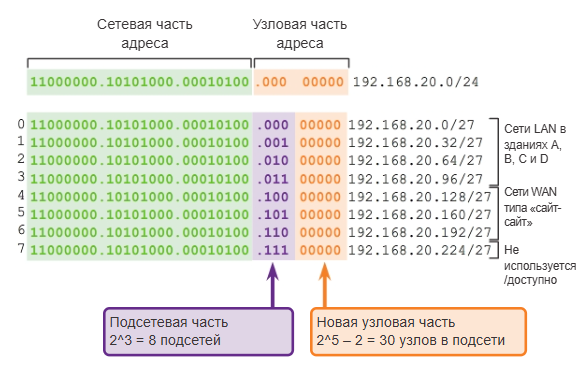 Сетевая часть адреса
Узловая часть адреса
11000000.10101000.00010100 .000 00000 192.168.20.0/24
0 11000000.10101000.00010100 .000 00000 192.168.20.0/27
1 11000000.10101000.00010100 .001 00000 192.168.20.32/27
2 11000000.10101000.00010100 .010 00000 192.168.20.64/27
3 11000000.10101000.00010100 .011 00000 192.168.20.96/27
4 11000000.10101000.00010100 .100 00000 192.168.20.128/27
5 11000000.10101000.00010100 .101 00000 192.168.20.160/27
6 11000000.10101000.00010100 .110 00000 192.168.20.192/27
7 11000000.10101000.00010100 .111 00000 192.168.20.224/27
Сети LAN в
зданиях A,
B, C и D
Сети WAN
типа «сайт-
сайт»
Не
используется
/доступно
Подсетевая часть
2^3 = 8 подсетей
Новая узловая часть
2^5 – 2 = 30 узлов в подсети